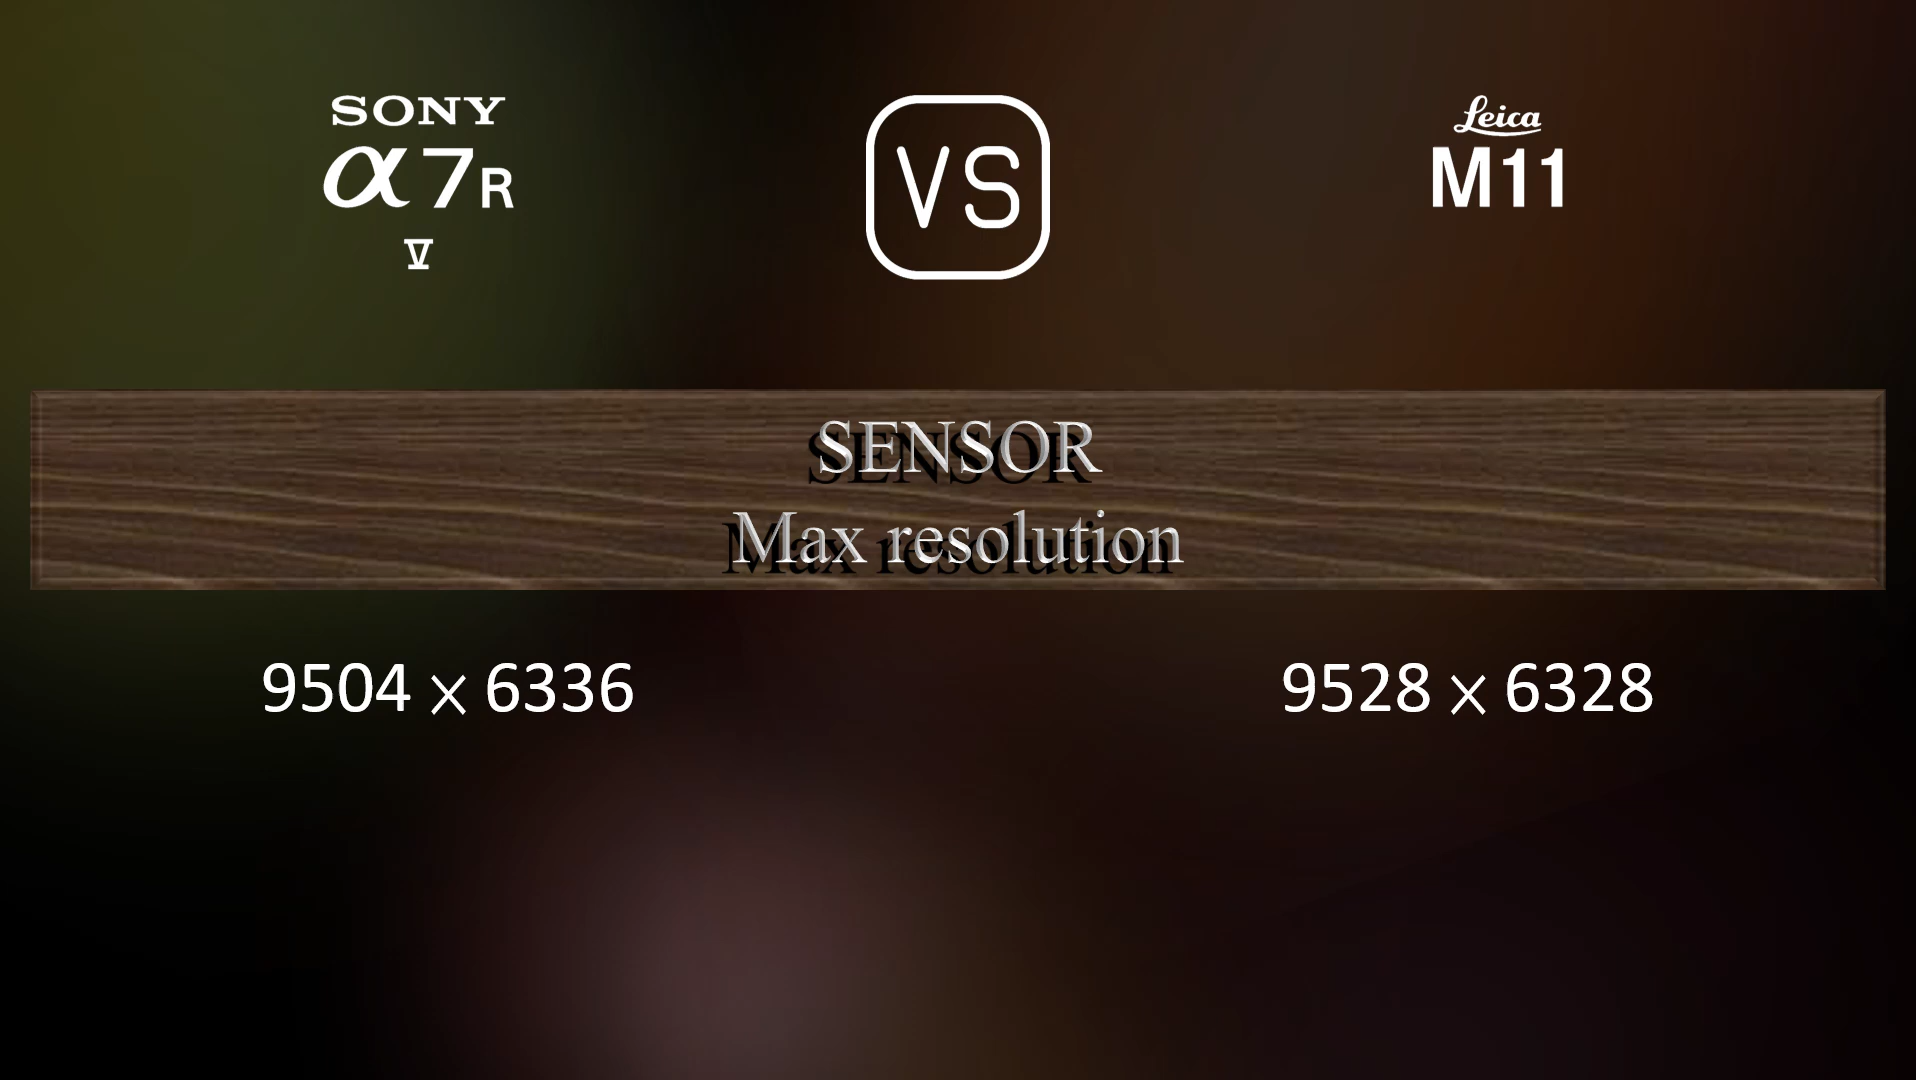 SONY
α7R
V
VS
Leica
M11
SENSOR
Max resolution
9504 x 6336
9528 x 6328